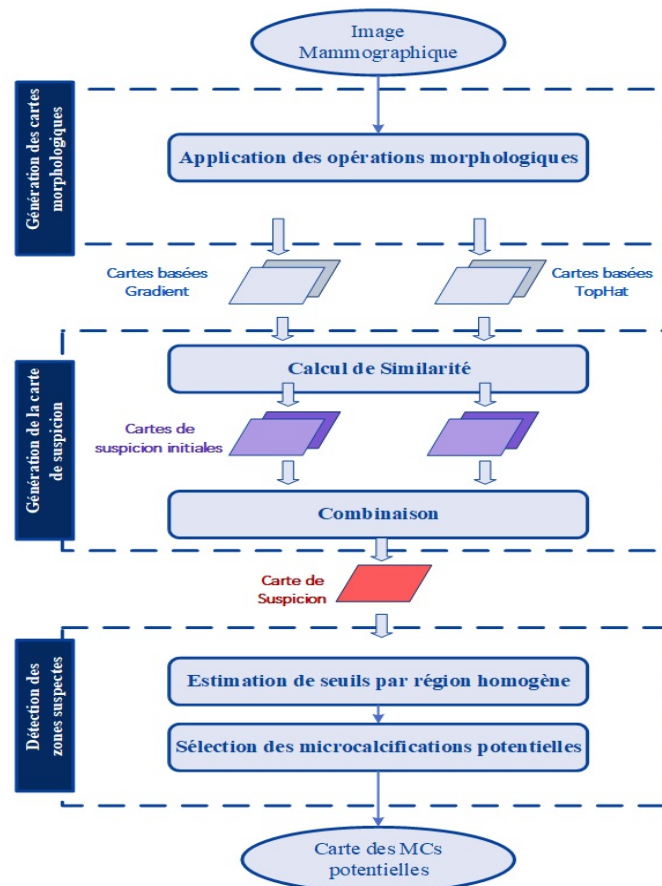 Image
Mammographique
Génération des cartes
morphologiques
Application des opérations morphologiques
Cartes basées
Gradient
Cartes basées
TopHat
Génération de la carte
de suspicion
Calcul de Similarité
Cartes de
suspicion initiales
Combinaison
Carte de
Suspicion
Détection des
zones suspectes
Estimation de seuils par région homogène
Sélection des microcalcifications potentielles
Carte des MCs
potentielles